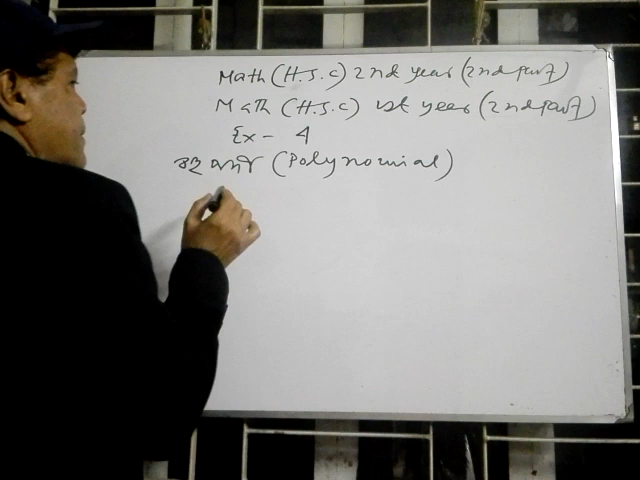 Math (H.S.C) 2nd year (2nd part)
Math (H.S.C) 1st year (2nd part)
Ex - 4
বহুপদী (Polynomial)